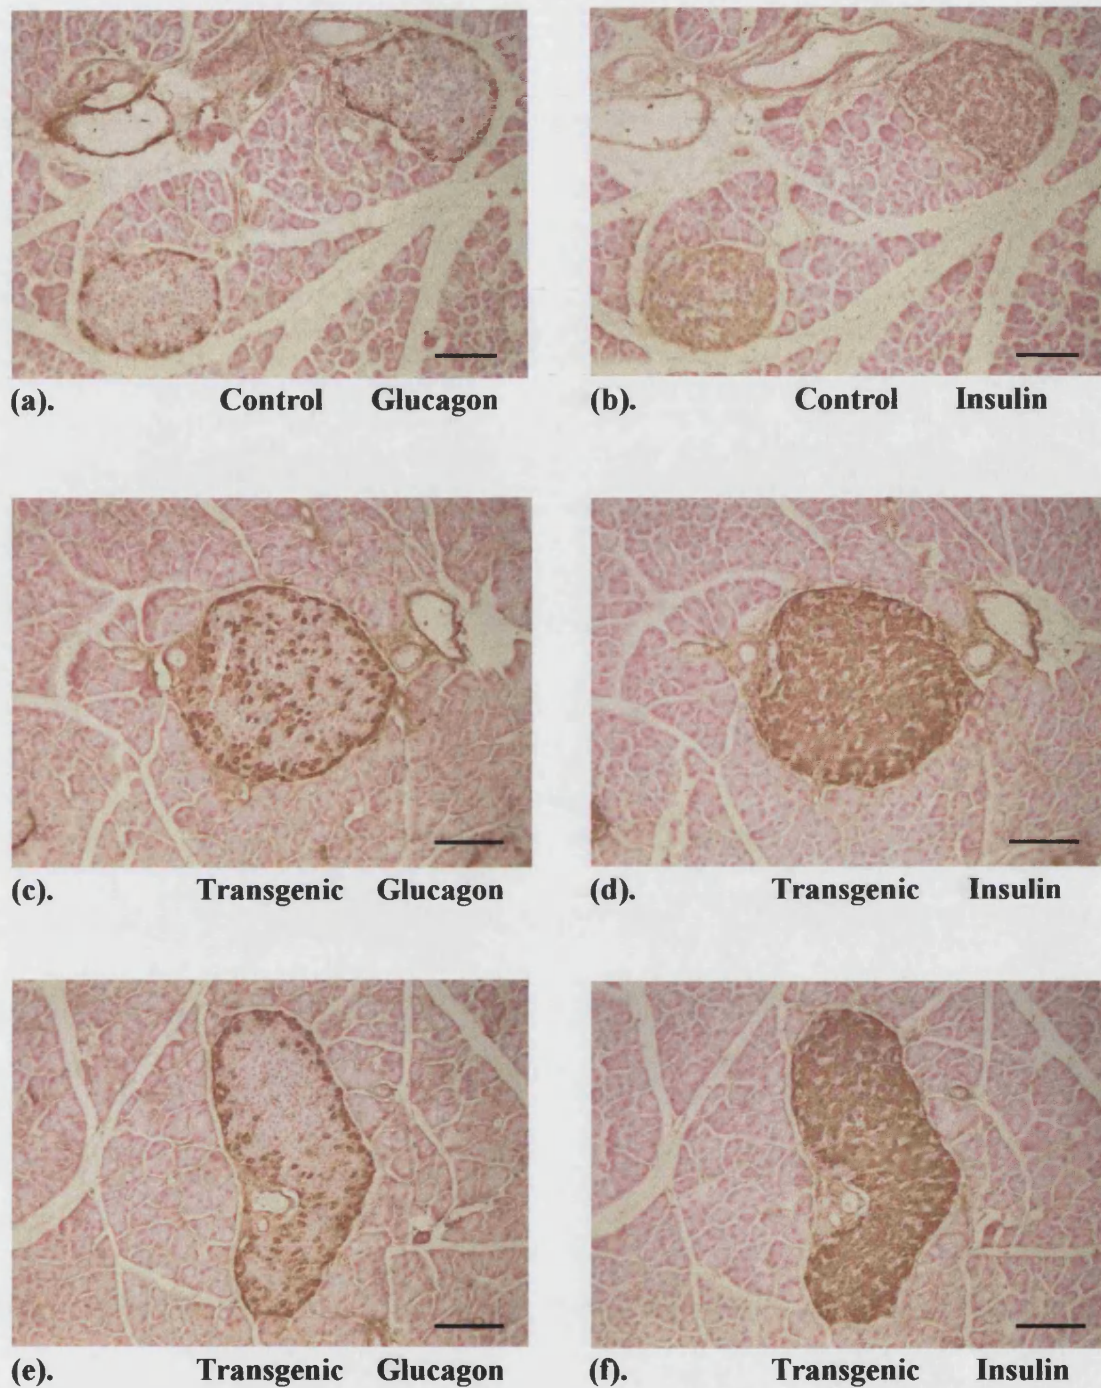 (a). Control Glucagon
(b). Control Insulin
(c). Transgenic Glucagon
(d). Transgenic Insulin
(e). Transgenic Glucagon
(f). Transgenic Insulin